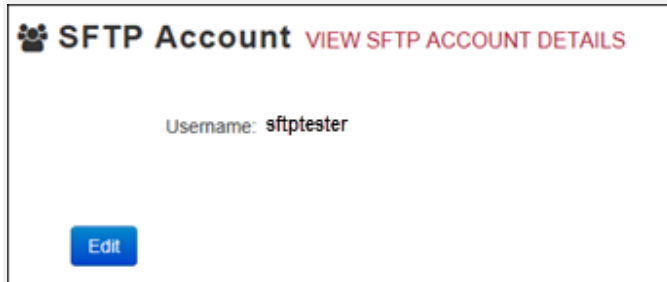 SFTP Account VIEW SFTP ACCOUNT DETAILS
Username: sftptester
Edit